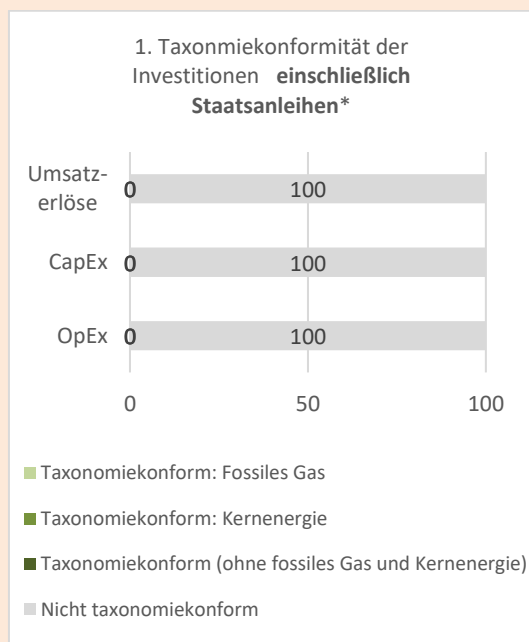 1. Taxonmiekonformität der
Investitionen einschließlich
Staatsanleihen*
Umsatz-
erlöse
0
100
CapEx
0
100
OpEx
0
100
0
50
100
Taxonomiekonform: Fossiles Gas
Taxonomiekonform: Kernenergie
Taxonomiekonform (ohne fossiles Gas und Kernenergie)
Nicht taxonomiekonform